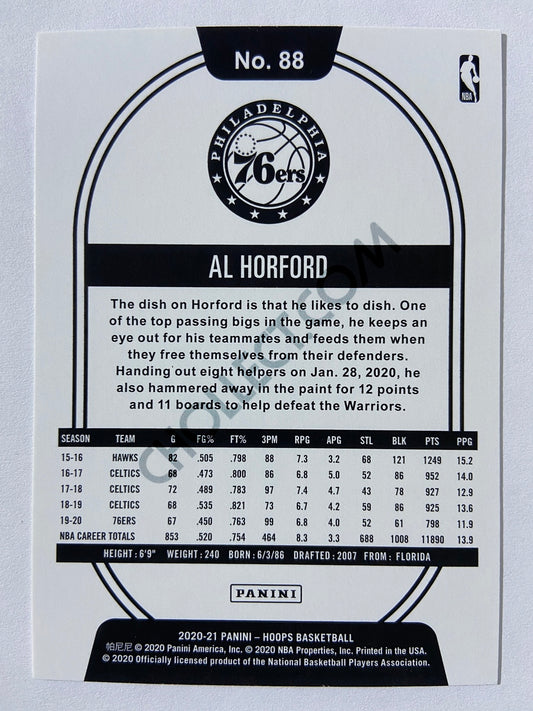 No. 88
NBA
PHILADELPHIA
76ers
AL HORFORD
The dish on Horford is that he likes to dish. One
of the top passing bigs in the game, he keeps an
eye out for his teammates and feeds them when
they free themselves from their defenders.
Handing out eight helpers on Jan. 28, 2020, he
also hammered away in the paint for 12 points
and 11 boards to help defeat the Warriors.
CHOLLECT.COM
SEASON TEAM G FG% FT% 3PM RPG APG STL BLK PTS PPG
15-16 HAWKS 82 .505 .798 88 7.3 3.2 68 121 1249 15.2
16-17 CELTICS 68 .473 .800 86 6.8 5.0 52 86 952 14.0
17-18 CELTICS 72 .489 .783 97 7.4 4.7 43 78 927 12.9
18-19 CELTICS 68 .535 .821 73 6.7 4.2 59 86 925 13.6
19-20 76ERS 67 .450 .763 99 6.8 4.0 52 61 798 11.9
NBA CAREER TOTALS 853 .520 .754 464 8.3 3.3 688 1008 11890 13.9
HEIGHT: 6'9" WEIGHT: 240 BORN: 6/3/86 DRAFTED: 2007 FROM: FLORIDA
PANINI
2020-21 PANINI – HOOPS BASKETBALL
帕尼尼 © 2020 Panini America, Inc. © 2020 NBA Properties, Inc. Printed in the USA.
© 2020 Officially licensed product of the National Basketball Players Association.